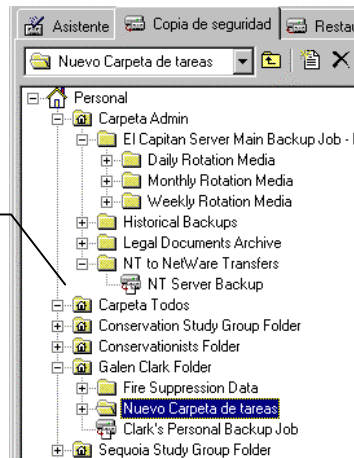 Asistente Copia de seguridad Restau
Nuevo Carpeta de tareas
Personal
Carpeta Admin
El Capitan Server Main Backup Job -
Daily Rotation Media
Monthly Rotation Media
Weekly Rotation Media
Historical Backups
Legal Documents Archive
NT to NetWare Transfers
NT Server Backup
Carpeta Todos
Conservation Study Group Folder
Conservationists Folder
Galen Clark Folder
Fire Suppression Data
Nuevo Carpeta de tareas
Clark's Personal Backup Job
Sequoia Study Group Folder